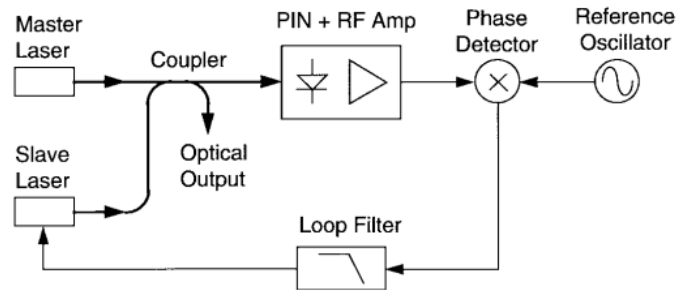 Master
Laser
Coupler
PIN + RF Amp
Phase
Detector
Reference
Oscillator
Slave
Laser
Optical
Output
Loop Filter